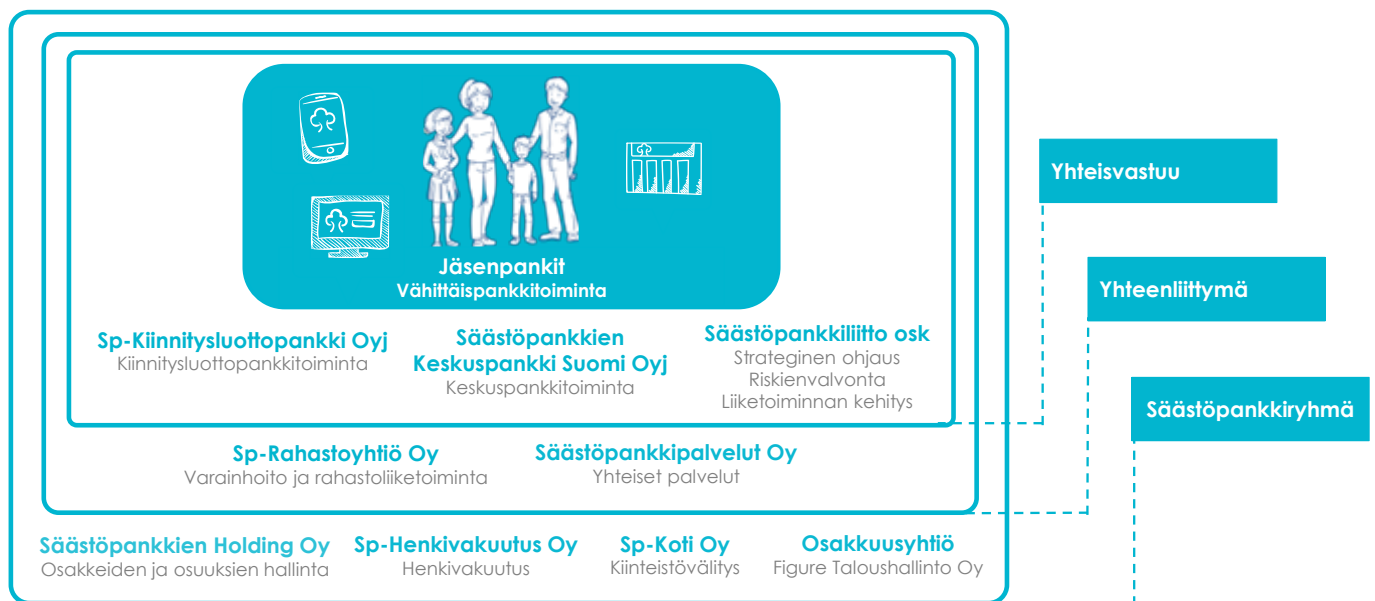 Jäsenpankit
Vähittäispankkitoiminta
Sp-Kiinnitysluottopankki Oyj
Kiinnitysluottopankkitoiminta
Säästöpankkien
Keskuspankki Suomi Oyj
Keskuspankkitoiminta
Säästöpankkiliitto osk
Strateginen ohjaus
Riskienvalvonta
Liiketoiminnan kehitys
Sp-Rahastoyhtiö Oy
Varainhoito ja rahastoliiketoiminta
Säästöpankkipalvelut Oy
Yhteiset palvelut
Säästöpankkien Holding Oy
Osakkeiden ja osuuksien hallinta
Sp-Henkivakuutus Oy
Henkivakuutus
Sp-Koti Oy
Kiinteistövälitys
Osakkuusyhtiö
Figure Taloushallinto Oy
Yhteisvastuu
Yhteenliittymä
Säästöpankkiryhmä